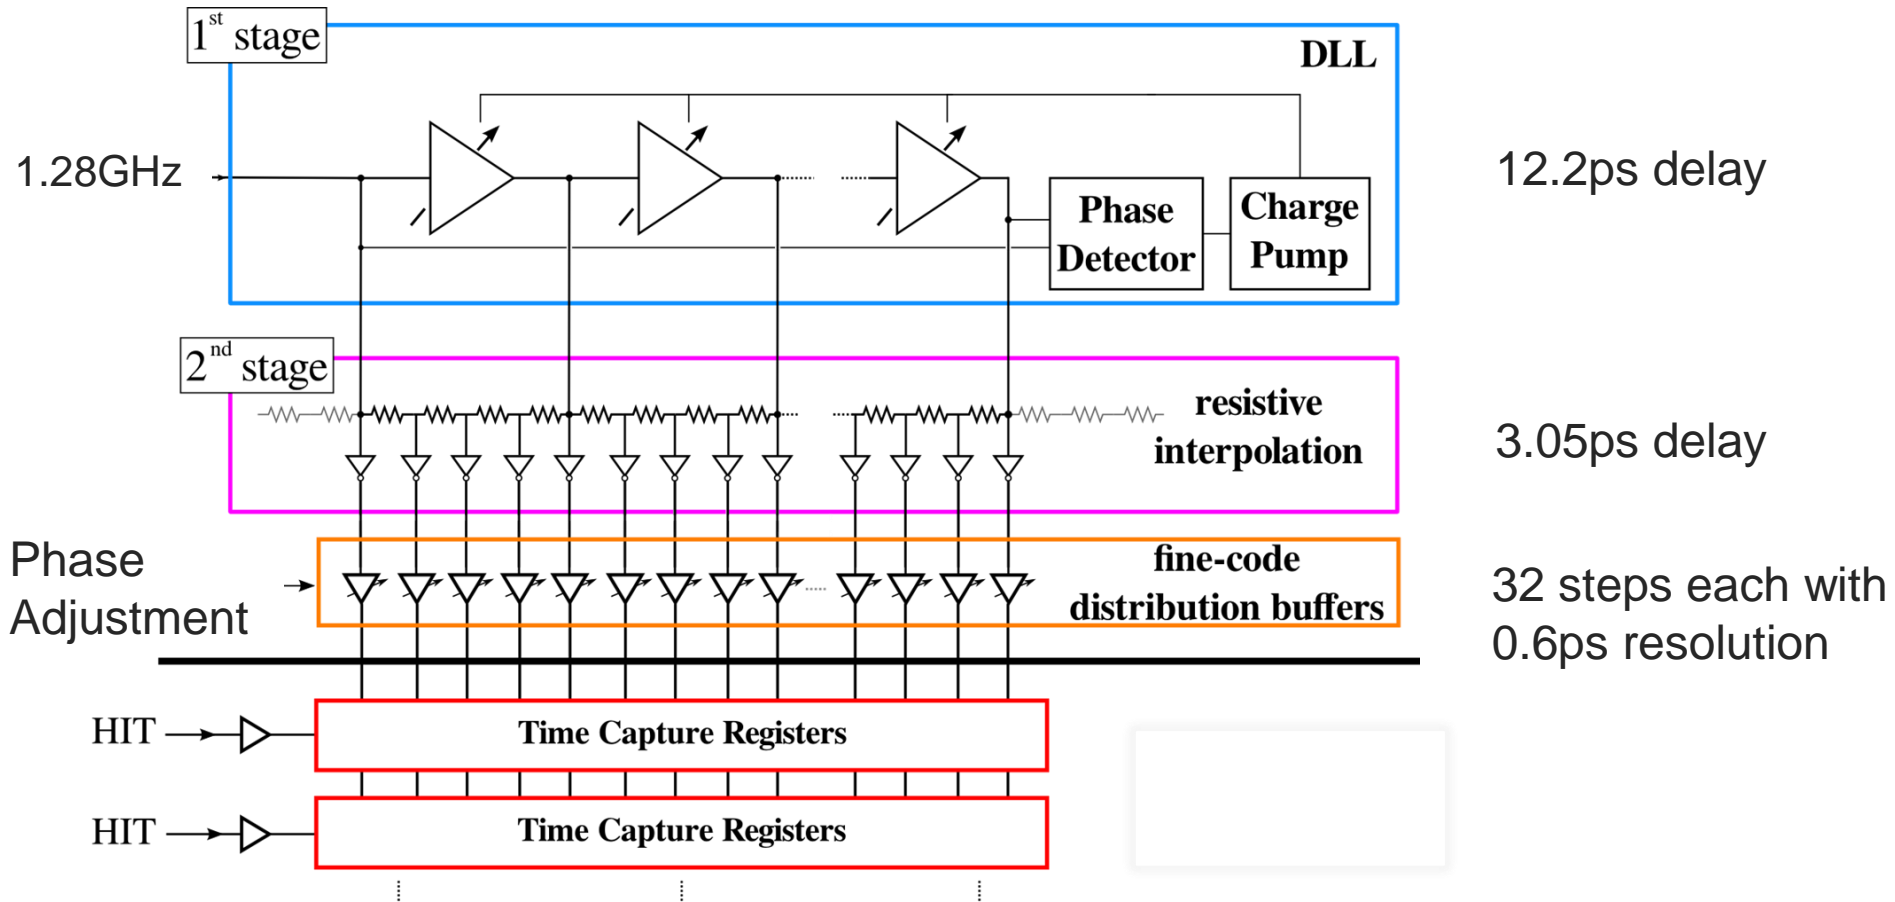 1st stage
DLL
1.28GHz
Phase
Detector
Charge
Pump
12.2ps delay
2nd stage
resistive
interpolation
3.05ps delay
Phase
Adjustment
fine-code
distribution buffers
32 steps each with
0.6ps resolution
HIT
Time Capture Registers
HIT
Time Capture Registers